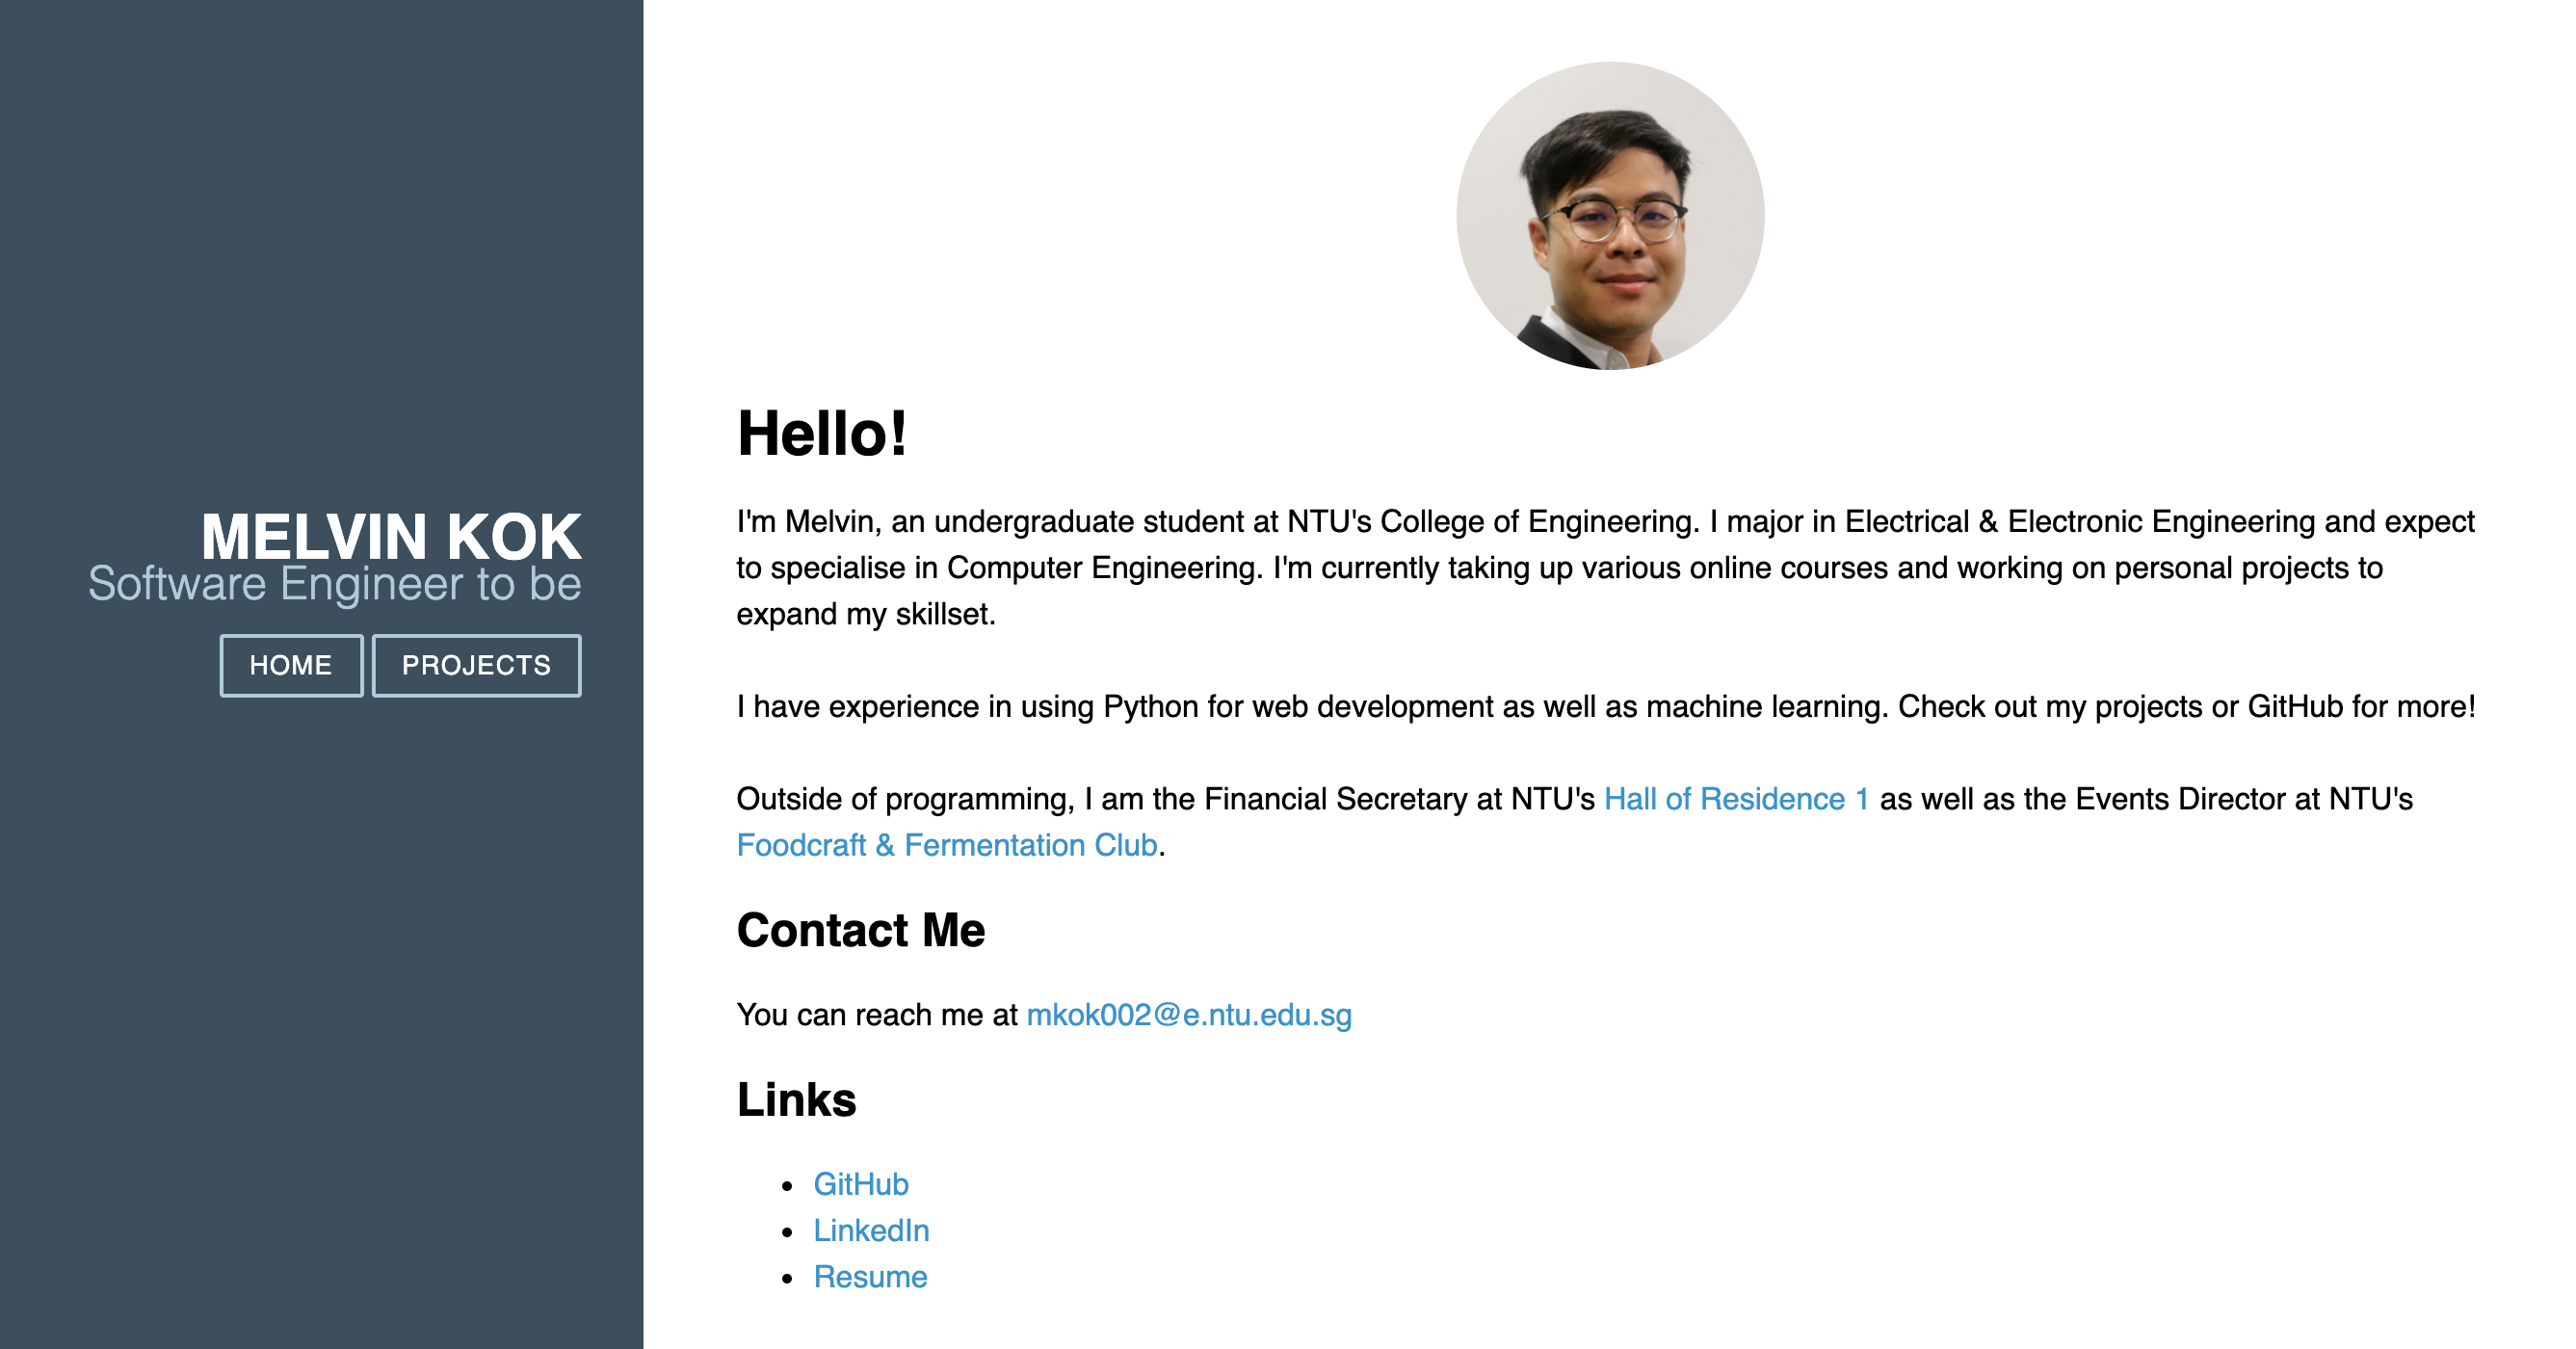 MELVIN KOK
Software Engineer to be
HOME PROJECTS
Hello!
I'm Melvin, an undergraduate student at NTU's College of Engineering. I major in Electrical & Electronic Engineering and expect
to specialise in Computer Engineering. I'm currently taking up various online courses and working on personal projects to
expand my skillset.
I have experience in using Python for web development as well as machine learning. Check out my projects or GitHub for more!
Outside of programming, I am the Financial Secretary at NTU's Hall of Residence 1 as well as the Events Director at NTU's
Foodcraft & Fermentation Club.
Contact Me
You can reach me at mkok002@e.ntu.edu.sg
Links
• GitHub
• LinkedIn
• Resume